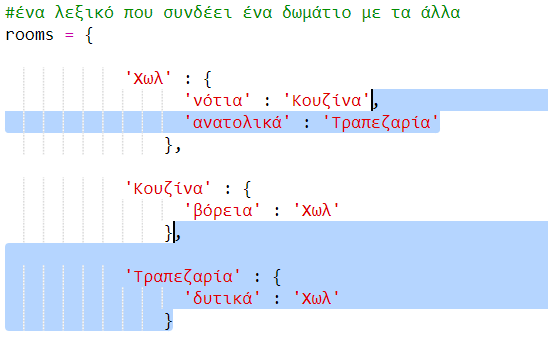 #ένα λεξικό που συνδέει ένα δωμάτιο με τα άλλα
rooms = {
'Χωλ' : {
'νότια' : 'Κουζίνα',
'ανατολικά' : 'Τραπεζαρία'
},
'Κουζίνα' : {
'βόρεια' : 'Χωλ'
},
'Τραπεζαρία' : {
'δυτικά' : 'Χωλ'
}